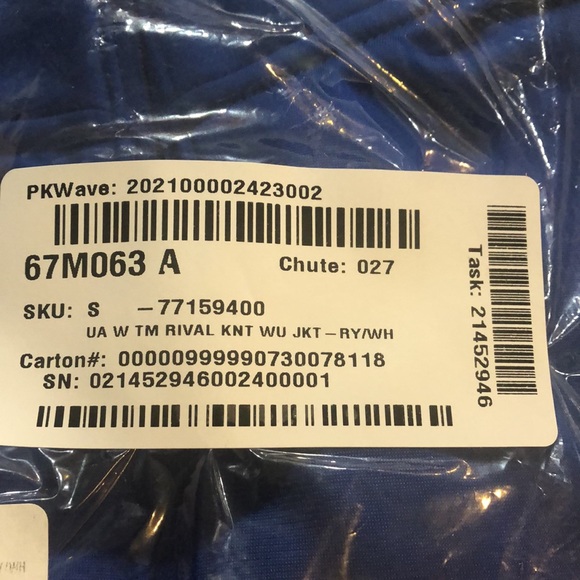 PKWave: 202100002423002
67M063 A
Chute: 027
SKU: S -77159400
UA W TM RIVAL KNT WU JKT-RY/WH
Carton#: 00000999990730078118
SN: 021452946002400001
Task: 21452946